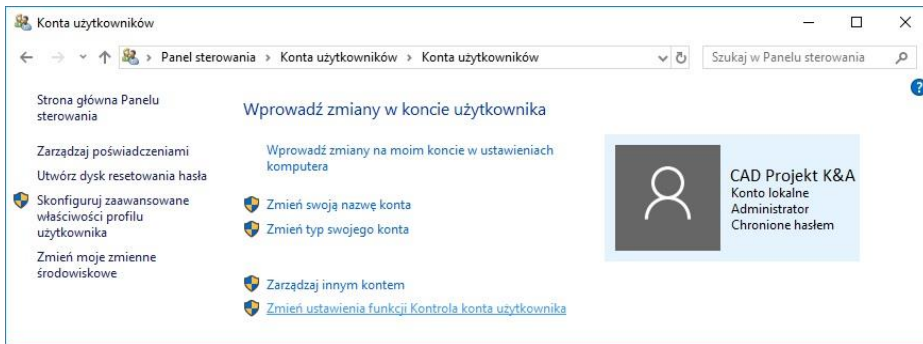 Konta użytkowników
Panel sterowania > Konta użytkowników > Konta użytkowników
Szukaj w Panelu sterowania
?
Strona główna Panelu
sterowania
Zarządzaj poświadczeniami
Utwórz dysk resetowania hasła
Skonfiguruj zaawansowane
właściwości profilu
użytkownika
Zmień moje zmienne
środowiskowe
Wprowadź zmiany w koncie użytkownika
Wprowadź zmiany na moim koncie w ustawieniach
komputera
Zmień swoją nazwę konta
Zmień typ swojego konta
Zarządzaj innym kontem
Zmień ustawienia funkcji Kontrola konta użytkownika
CAD Projekt K&A
Konto lokalne
Administrator
Chronione hasłem